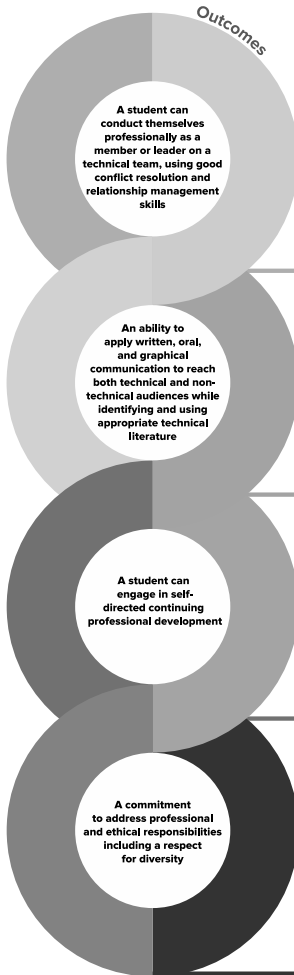 Outcomes
A student can
conduct themselves
professionally as a
member or leader on a
technical team, using good
conflict resolution and
relationship management
skills
An ability to
apply written, oral,
and graphical
communication to reach
both technical and non-
technical audiences while
identifying and using
appropriate technical
literature
A student can
engage in self-
directed continuing
professional development
A commitment
to address professional
and ethical responsibilities
including a respect
for diversity